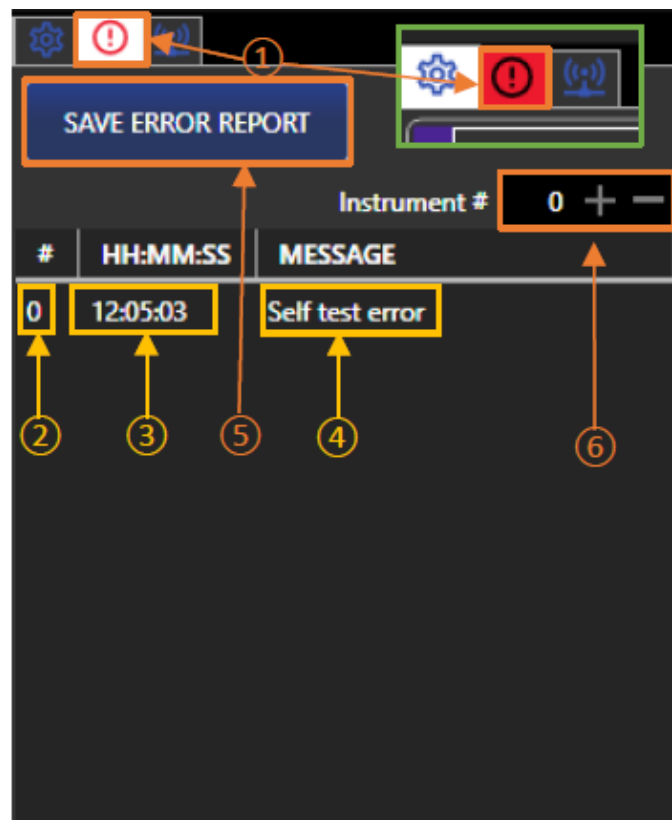 ①
SAVE ERROR REPORT
Instrument # 0
# HH:MM:SS MESSAGE
0 12:05:03 Self test error
② ③ ⑤ ④ ⑥